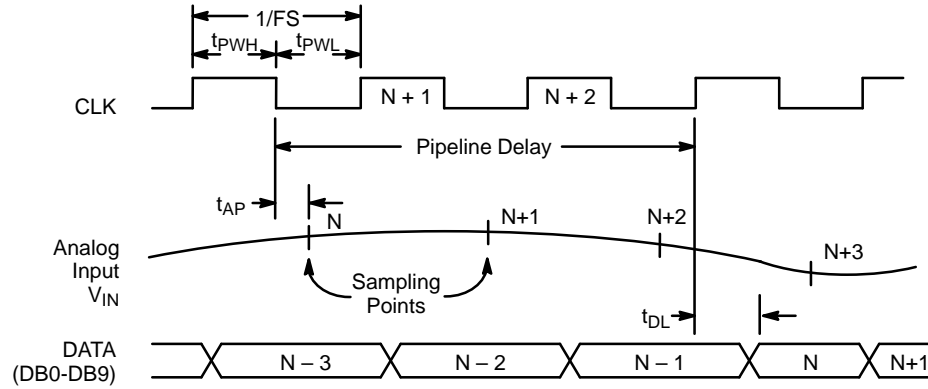 1/FS
tPWH tPWL
CLK
N + 1 N + 2
Pipeline Delay
tAP
N N+1 N+2 N+3
Analog
Input
VIN
Sampling
Points
tDL
DATA
(DB0-DB9)
N – 3 N – 2 N – 1 N N+1